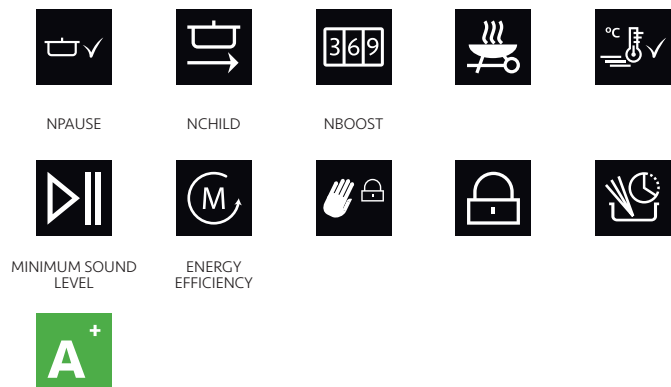 369
°C
NPAUSE
NCHILD
NBOOST
M
MINIMUM SOUND
LEVEL
ENERGY
EFFICIENCY
A+